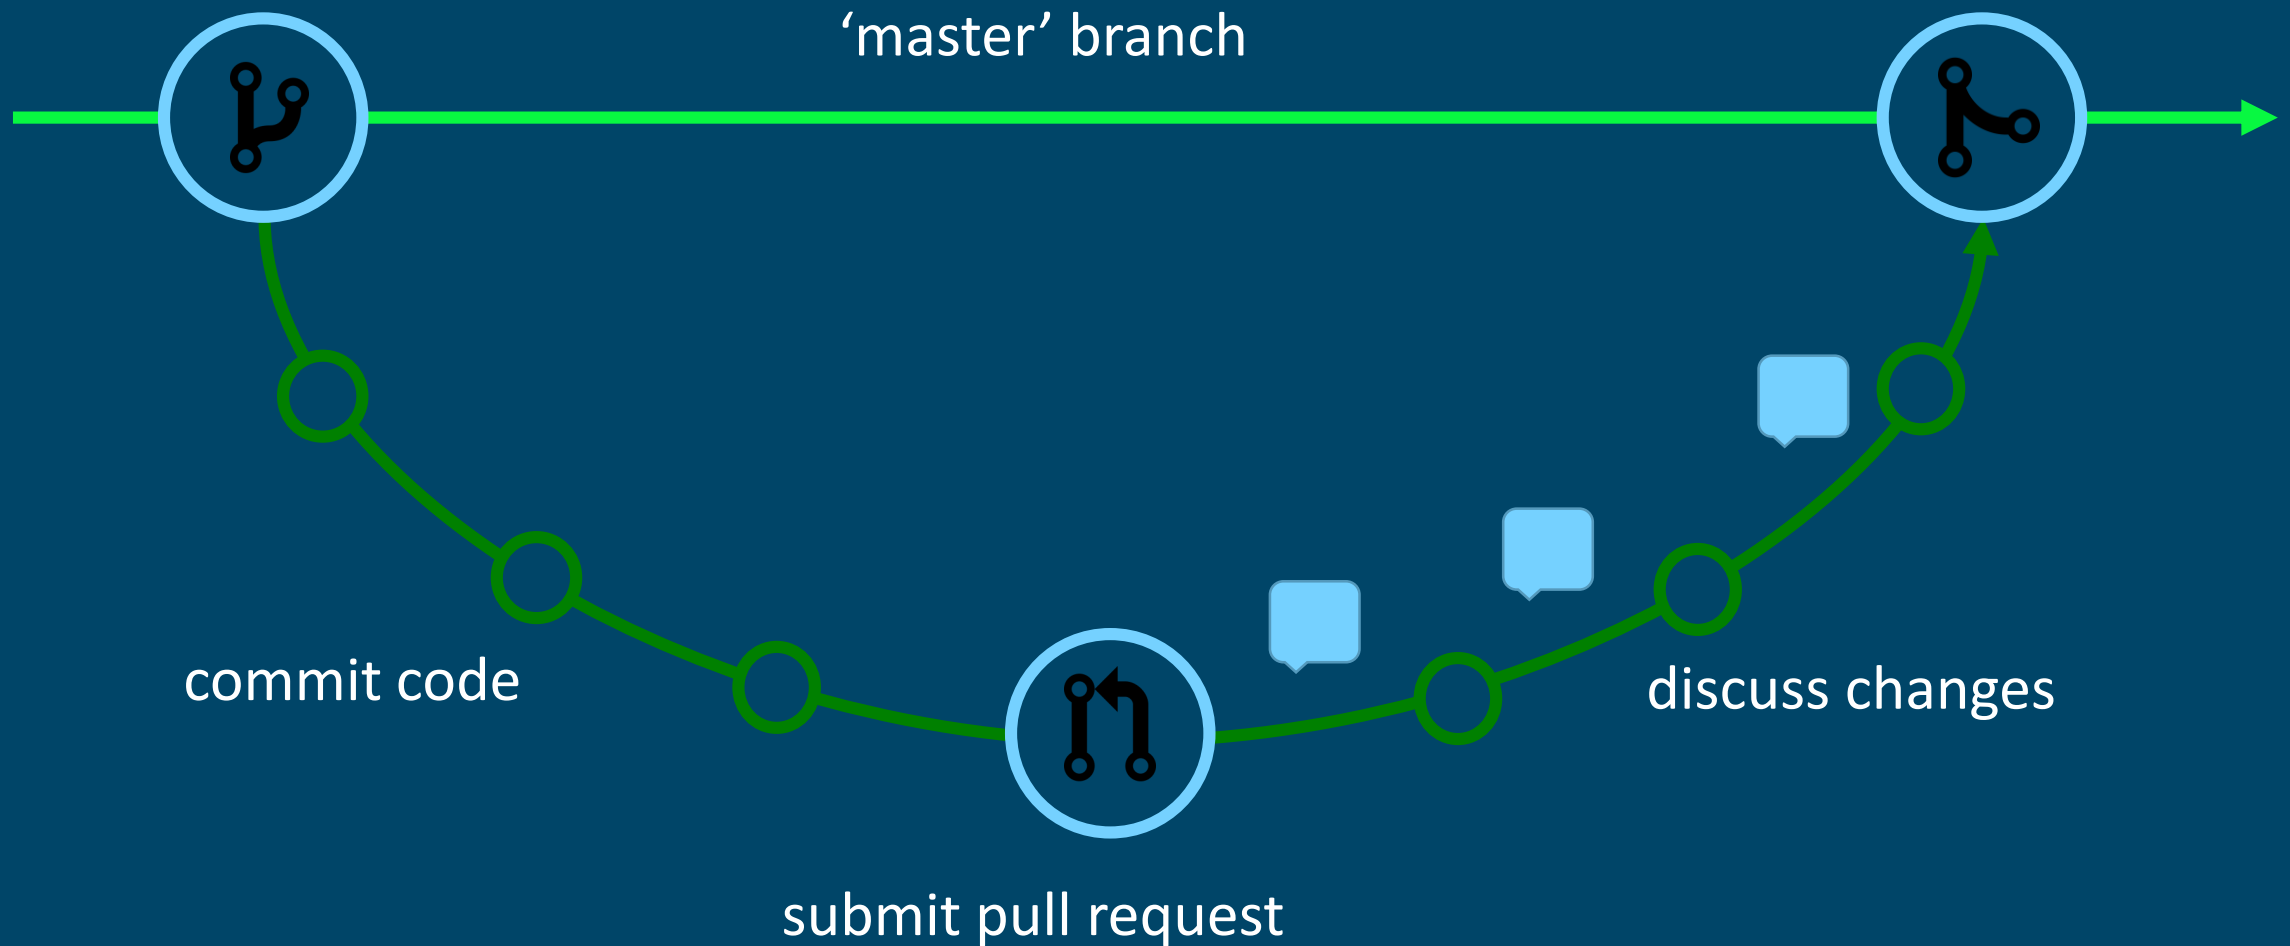 ‘master’ branch
commit code
discuss changes
submit pull request